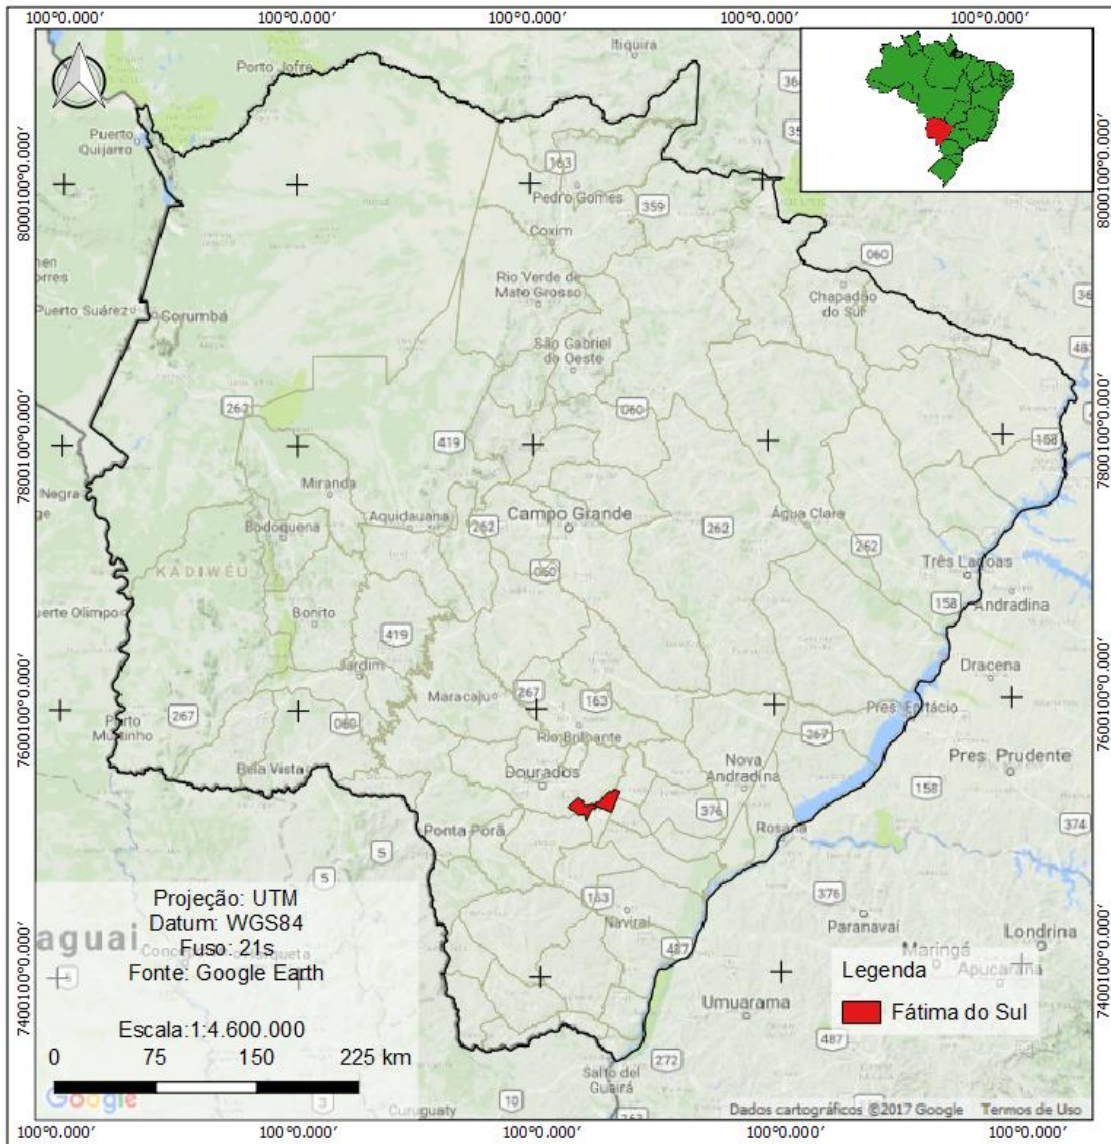 100°0.000′ 100°0.000′ 100°0.000′ 100°0.000′ 100°0.000′
Itiquira
Porto Jofre
364
Puerto
Quijarro
163
Pedro Gomes
359
8000100°0.000′
8000100°0.000′
Coxim
060
Rio Verde de
Mato Grosso
Chapadão
do Sul
Puerto Suárez
Corumbá
São Gabriel
do Oeste
483
262
060
419
158
7800100°0.000′
7800100°0.000′
Negra
Miranda
Aquidauana
262
Campo Grande
262
Água Clara
262
Bodoquena
KADIWÉU
060
Três Lagoas
158
Andradina
uerte Olimpo
Bonito
419
Jardim
Dracena
Maracaju
267
163
267
Porto
Murtinho
060
Rio Brilhante
Pres. Epitácio
267
7600100°0.000′
7600100°0.000′
Bela Vista
Dourados
Nova
Andradina
Pres. Prudente
158
376
374
Ponta Porã
Rosana
5
5
163
Naviraí
376
Paranavaí
Londrina
487
Maringá
Apucarana
Umuarama
487
7400100°0.000′
7400100°0.000′
aguai
Projeção: UTM
Datum: WGS84
Fuso: 21s
Fonte: Google Earth
Escala:1:4.600.000
0 75 150 225 km
Legenda
Fátima do Sul
272
Salto del
Guairá
Google
3
10
Curuguaty
Dados cartográficos ©2017 Google Termos de Uso
100°0.000′ 100°0.000′ 100°0.000′ 100°0.000′ 100°0.000′